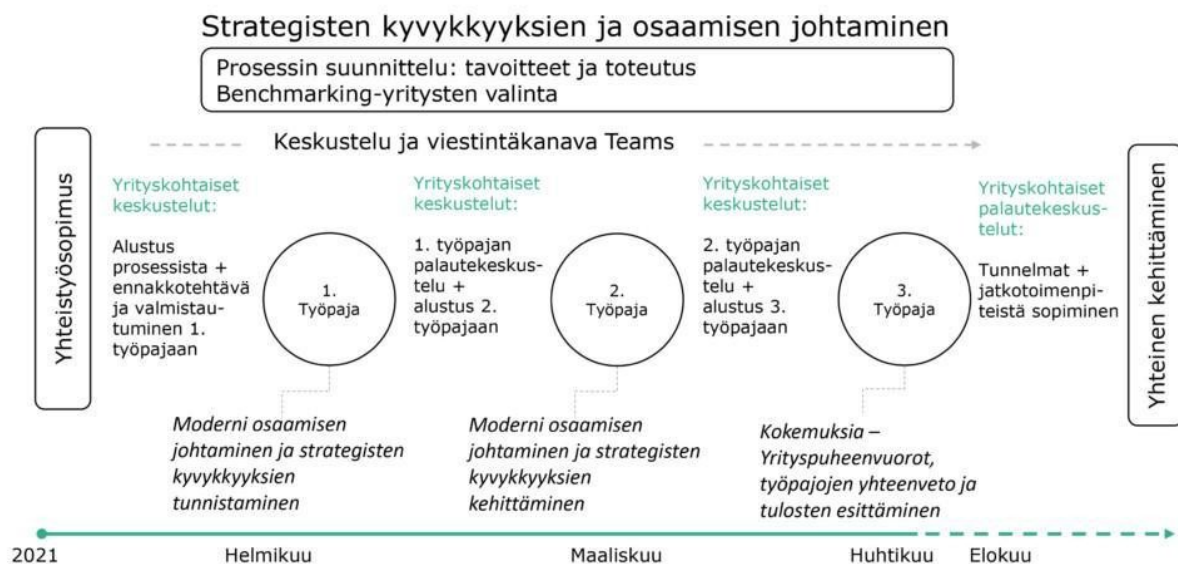 Strategisten kyvykkyyksien ja osaamisen johtaminen
Prosessin suunnittelu: tavoitteet ja toteutus
Benchmarking-yritysten valinta
Yhteistyösopimus
Keskustelu ja viestintäkanava Teams
Yrityskohtaiset
keskustelut:
Alustus
prosessista +
ennakkotehtävä
ja valmistau-
tuminen 1.
työpajaan
1.
Työpaja
Yrityskohtaiset
keskustelut:
1. työpajan
palautekeskus-
telu +
alustus 2.
työpajaan
2.
Työpaja
Yrityskohtaiset
keskustelut:
2. työpajan
palautekeskus-
telu +
alustus 3.
työpajaan
3.
Työpaja
Yrityskohtaiset
palautekeskus-
telut:
Tunnelmat +
jatkotoimenpi-
teistä sopiminen
Yhteinen kehittäminen
Moderni osaamisen
johtaminen ja strategisten
kyvykkyyksien
tunnistaminen
Moderni osaamisen
johtaminen ja strategisten
kyvykkyyksien
kehittäminen
Kokemuksia –
Yrityspuheenvuorot,
työpajojen yhteenveto ja
tulosten esittäminen
2021
Helmikuu
Maaliskuu
Huhtikuu
Elokuu